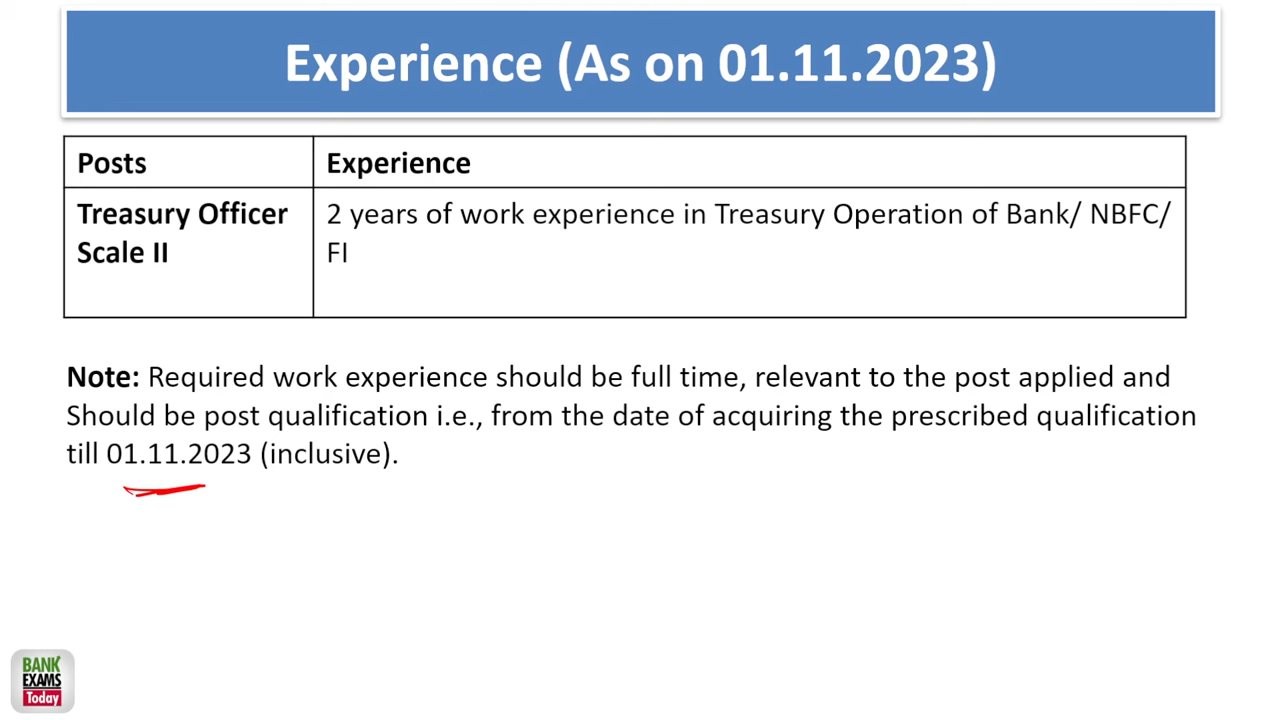 Experience (As on 01.11.2023)
Posts
Experience
Treasury Officer
Scale II
2 years of work experience in Treasury Operation of Bank/ NBFC/
FI
Note: Required work experience should be full time, relevant to the post applied and
Should be post qualification i.e., from the date of acquiring the prescribed qualification
till 01.11.2023 (inclusive).
BANK
EXAMS
Today